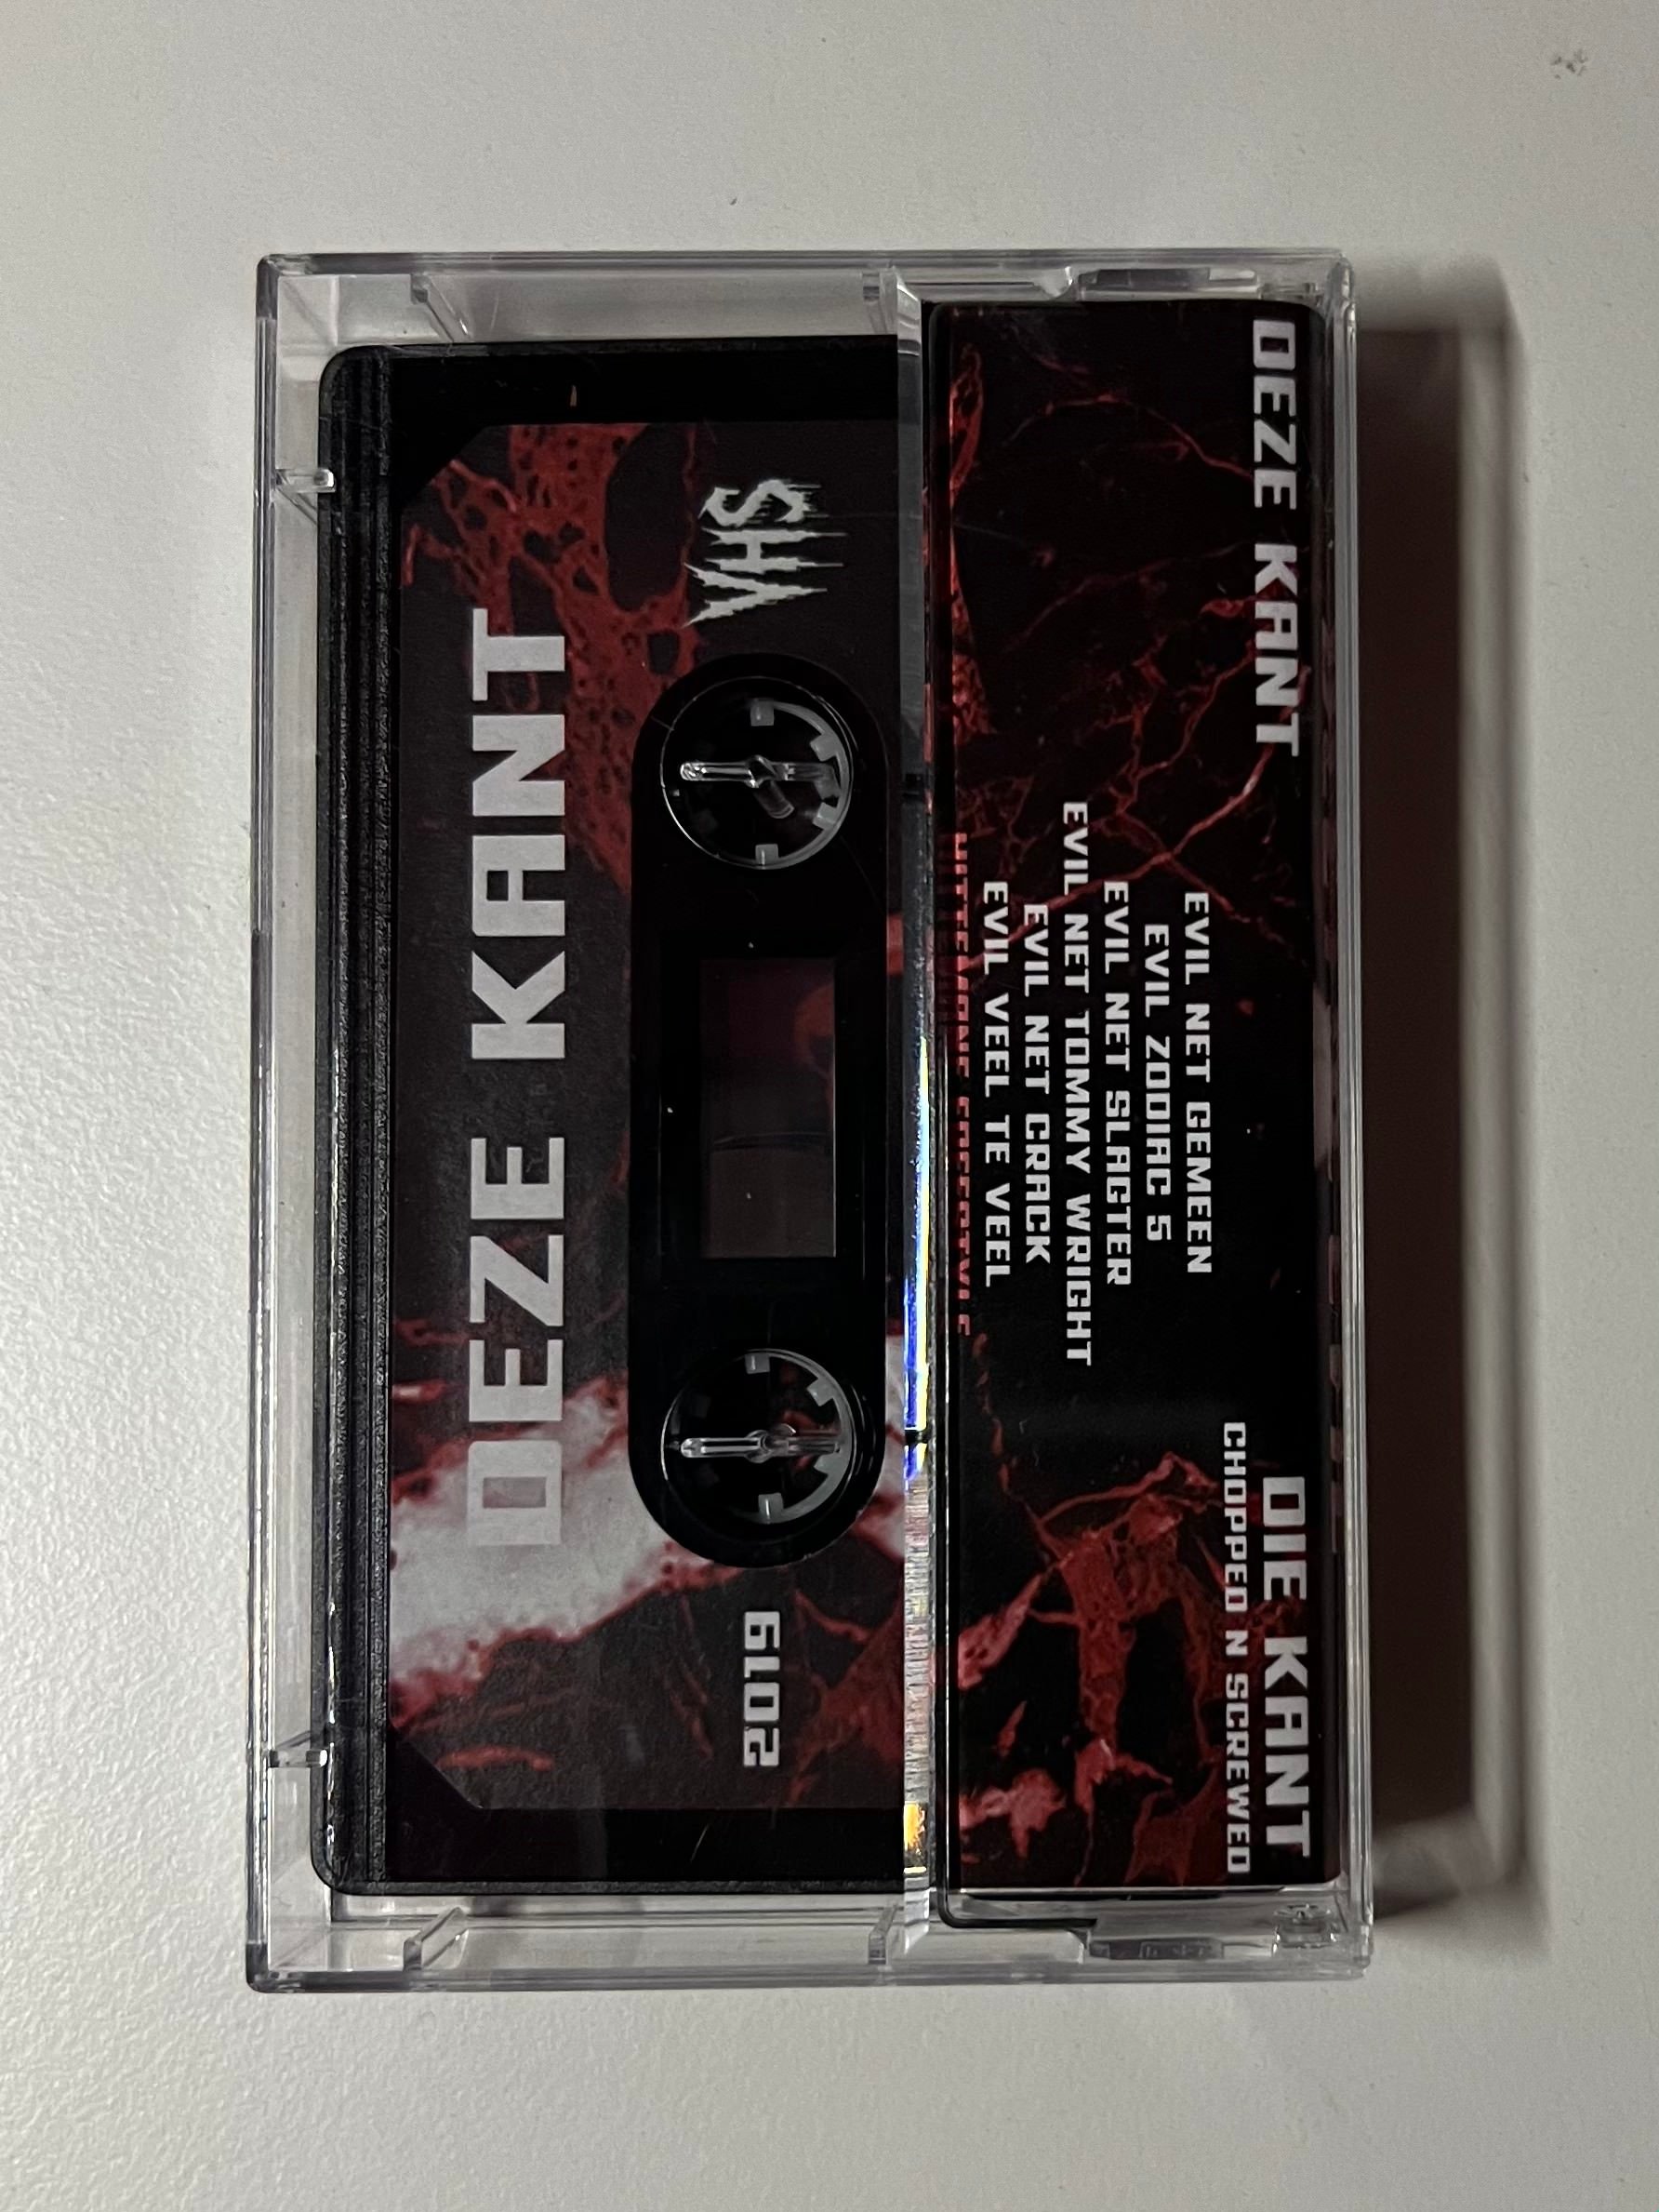 DEZE KANT
DIE KANT
CHOPPED N SCREWED
EVIL NET GEMEEN
EVIL ZODIAC 5
EVIL NET SLAGTER
EVIL NET TOMMY WRIGHT
EVIL NET CRACK
EVIL VEEL TE VEEL
VHS
2019
DEZE KANT